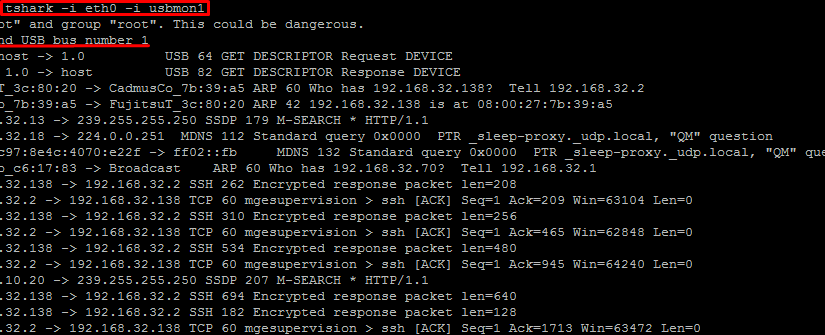 tshark -i eth0 -i usbmon1
ot" and group "root". This could be dangerous.
nd USB bus number 1
host -> 1.0 USB 64 GET DESCRIPTOR Request DEVICE
1.0 -> host USB 82 GET DESCRIPTOR Response DEVICE
T_3c:80:20 -> CadmusCo_7b:39:a5 ARP 60 Who has 192.168.32.138? Tell 192.168.32.2
o_7b:39:a5 -> FujitsuT_3c:80:20 ARP 42 192.168.32.138 is at 08:00:27:7b:39:a5
.32.13 -> 239.255.255.250 SSDP 179 M-SEARCH * HTTP/1.1
.32.18 -> 224.0.0.251 MDNS 112 Standard query 0x0000 PTR _sleep-proxy._udp.local, "QM" question
c97:8e4c:4070:e22f -> ff02::fb MDNS 132 Standard query 0x0000 PTR _sleep-proxy._udp.local, "QM" que
o_c6:17:83 -> Broadcast ARP 60 Who has 192.168.32.70? Tell 192.168.32.1
.32.138 -> 192.168.32.2 SSH 262 Encrypted response packet len=208
.32.2 -> 192.168.32.138 TCP 60 mgesupervision > ssh [ACK] Seq=1 Ack=209 Win=63104 Len=0
.32.138 -> 192.168.32.2 SSH 310 Encrypted response packet len=256
.32.2 -> 192.168.32.138 TCP 60 mgesupervision > ssh [ACK] Seq=1 Ack=465 Win=62848 Len=0
.32.138 -> 192.168.32.2 SSH 534 Encrypted response packet len=480
.32.2 -> 192.168.32.138 TCP 60 mgesupervision > ssh [ACK] Seq=1 Ack=945 Win=64240 Len=0
.10.20 -> 239.255.255.250 SSDP 207 M-SEARCH * HTTP/1.1
.32.138 -> 192.168.32.2 SSH 694 Encrypted response packet len=640
.32.138 -> 192.168.32.2 SSH 182 Encrypted response packet len=128
.32.2 -> 192.168.32.138 TCP 60 mgesupervision > ssh [ACK] Seq=1 Ack=1713 Win=63472 Len=0